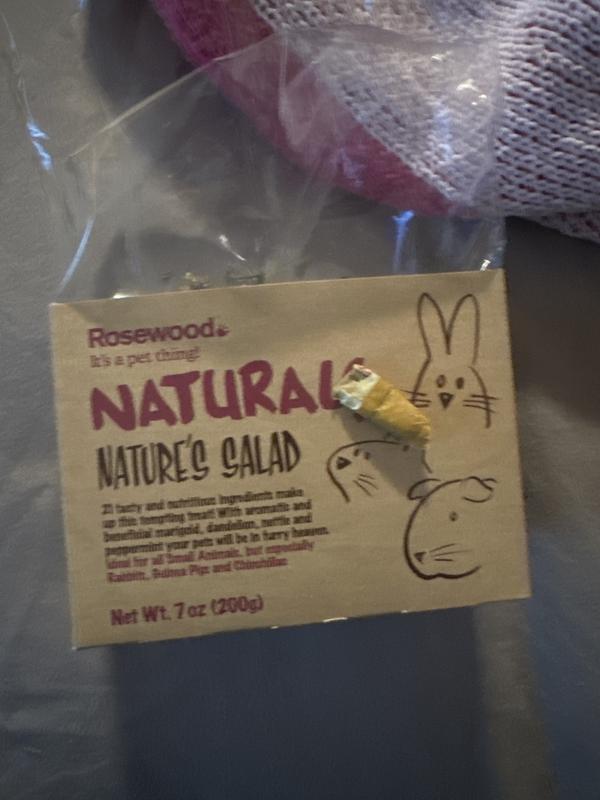 Rosewood
It's a pet thing!
NATURALS
NATURE'S SALAD
21 tasty and nutritious ingredients make
up this tempting treat! With aromatic and
beneficial marigold, dandelion, nettle and
peppermint your pets will be in furry heaven.
Ideal for all Small Animals, but especially
Rabbits, Guinea Pigs and Chinchillas
Net Wt. 7 oz (200g)